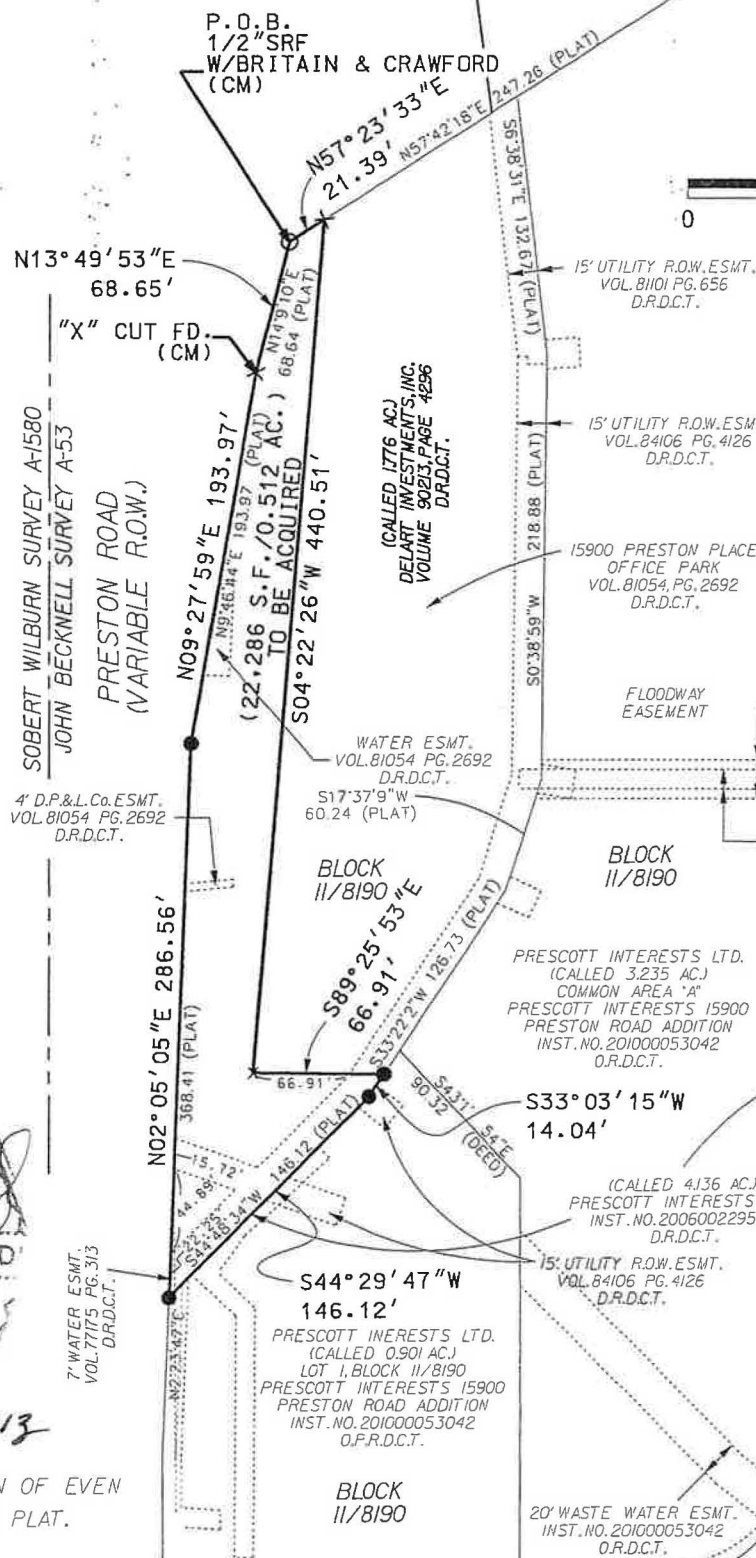 P.O.B.
1/2"SRF
W/BRITAIN & CRAWFORD
(CM)
N57°23'33"E
21.39'
N57°42'18"E 247.26 (PLAT)
S6°38'31"E 132.67 (PLAT)
0
15' UTILITY R.O.W. ESMT.
VOL. 81101 PG. 656
D.R.D.C.T.
N13°49'53"E
68.65'
N14°9'10"E
68.64 (PLAT)
"X" CUT FD.
(CM)
SOBERT WILBURN SURVEY A-1580
JOHN BECKNELL SURVEY A-53
PRESTON ROAD
(VARIABLE R.O.W.)
N09°27'59"E 193.97'
N9°46'44"E 193.97 (PLAT)
(22,286 S.F./0.512 AC.)
TO BE ACQUIRED
S04°22'26"W 440.51'
(CALLED 1.776 AC.)
DELART INVESTMENTS, INC.
VOLUME 90213, PAGE 4296
D.R.D.C.T.
15' UTILITY R.O.W. ESM
VOL. 84106 PG. 4126
D.R.D.C.T.
S0°38'59"W 218.88 (PLAT)
15900 PRESTON PLACE
OFFICE PARK
VOL. 81054, PG. 2692
D.R.D.C.T.
FLOODWAY
EASEMENT
WATER ESMT.
VOL. 81054 PG. 2692
D.R.D.C.T.
S17°37'9"W
60.24 (PLAT)
4' D.P.&L.Co. ESMT.
VOL. 81054 PG. 2692
D.R.D.C.T.
BLOCK
11/8190
BLOCK
11/8190
N02°05'05"E 286.56'
368.41 (PLAT)
S89°25'53"E
66.91'
66.91'
S33°22'2"W 126.73 (PLAT)
PRESCOTT INTERESTS LTD.
(CALLED 3.235 AC.)
COMMON AREA "A"
PRESCOTT INTERESTS 15900
PRESTON ROAD ADDITION
INST. NO. 201000053042
O.R.D.C.T.
S33°03'15"W
14.04'
S43°1' 54"E
90.32 (DEED)
15.72
44.89'
S44°48'34"W 146.12 (PLAT)
(CALLED 4.136 AC.)
PRESCOTT INTERESTS
INST. NO. 2006002295
D.R.D.C.T.
15' UTILITY R.O.W. ESMT.
VOL. 84106 PG. 4126
D.R.D.C.T.
S44°29'47"W
146.12'
7' WATER ESMT.
VOL. 77175 PG. 313
D.R.D.C.T.
N2°23'47"E
PRESCOTT INERESTS LTD.
(CALLED 0.901 AC.)
LOT 1, BLOCK 11/8190
PRESCOTT INTERESTS 15900
PRESTON ROAD ADDITION
INST. NO. 201000053042
O.P.R.D.C.T.
N OF EVEN
PLAT.
BLOCK
11/8190
20' WASTE WATER ESMT.
INST. NO. 201000053042
O.R.D.C.T.